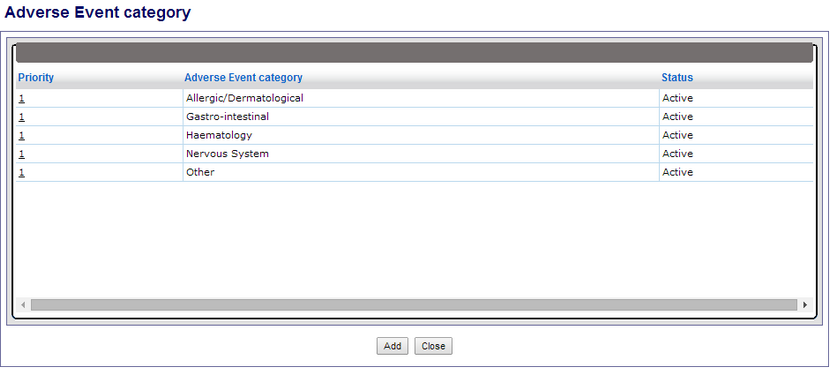 Adverse Event category
Priority Adverse Event category Status
1 Allergic/Dermatological Active
1 Gastro-intestinal Active
1 Haematology Active
1 Nervous System Active
1 Other Active
Add Close